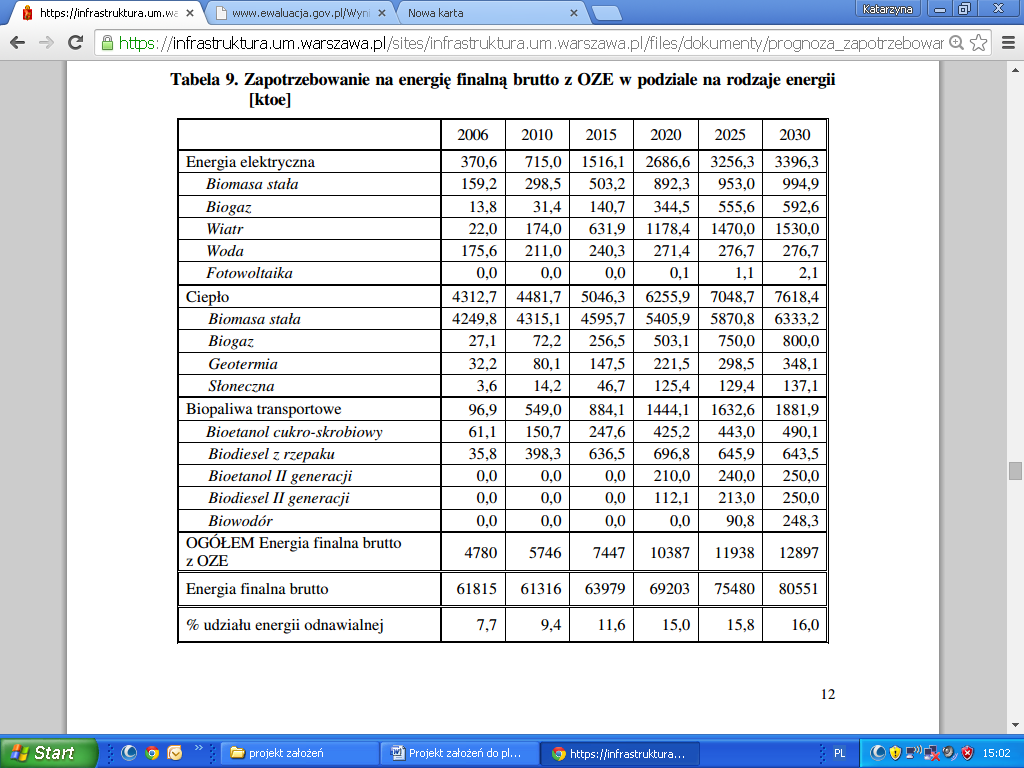 https://infrastruktura.um.wa
www.ewaluacja.gov.pl/Wyni
Nowa karta
Katarzyna
https://infrastruktura.um.warszawa.pl/sites/infrastruktura.um.warszawa.pl/files/dokumenty/prognoza_zapotrzebowar
Tabela 9. Zapotrzebowanie na energię finalną brutto z OZE w podziale na rodzaje energii
[ktoe]
2006 2010 2015 2020 2025 2030
Energia elektryczna 370,6 715,0 1516,1 2686,6 3256,3 3396,3
Biomasa stała 159,2 298,5 503,2 892,3 953,0 994,9
Biogaz 13,8 31,4 140,7 344,5 555,6 592,6
Wiatr 22,0 174,0 631,9 1178,4 1470,0 1530,0
Woda 175,6 211,0 240,3 271,4 276,7 276,7
Fotowoltaika 0,0 0,0 0,0 0,1 1,1 2,1
Ciepło 4312,7 4481,7 5046,3 6255,9 7048,7 7618,4
Biomasa stała 4249,8 4315,1 4595,7 5405,9 5870,8 6333,2
Biogaz 27,1 72,2 256,5 503,1 750,0 800,0
Geotermia 32,2 80,1 147,5 221,5 298,5 348,1
Słoneczna 3,6 14,2 46,7 125,4 129,4 137,1
Biopaliwa transportowe 96,9 549,0 884,1 1444,1 1632,6 1881,9
Bioetanol cukro-skrobiowy 61,1 150,7 247,6 425,2 443,0 490,1
Biodiesel z rzepaku 35,8 398,3 636,5 696,8 645,9 643,5
Bioetanol II generacji 0,0 0,0 0,0 210,0 240,0 250,0
Biodiesel II generacji 0,0 0,0 0,0 112,1 213,0 250,0
Biowodór 0,0 0,0 0,0 0,0 90,8 248,3
OGÓŁEM Energia finalna brutto
z OZE 4780 5746 7447 10387 11938 12897
Energia finalna brutto 61815 61316 63979 69203 75480 80551
% udziału energii odnawialnej 7,7 9,4 11,6 15,0 15,8 16,0
12
Start
projekt założeń
Projekt założeń do pl...
https://infrastruktura...
PL
15:02